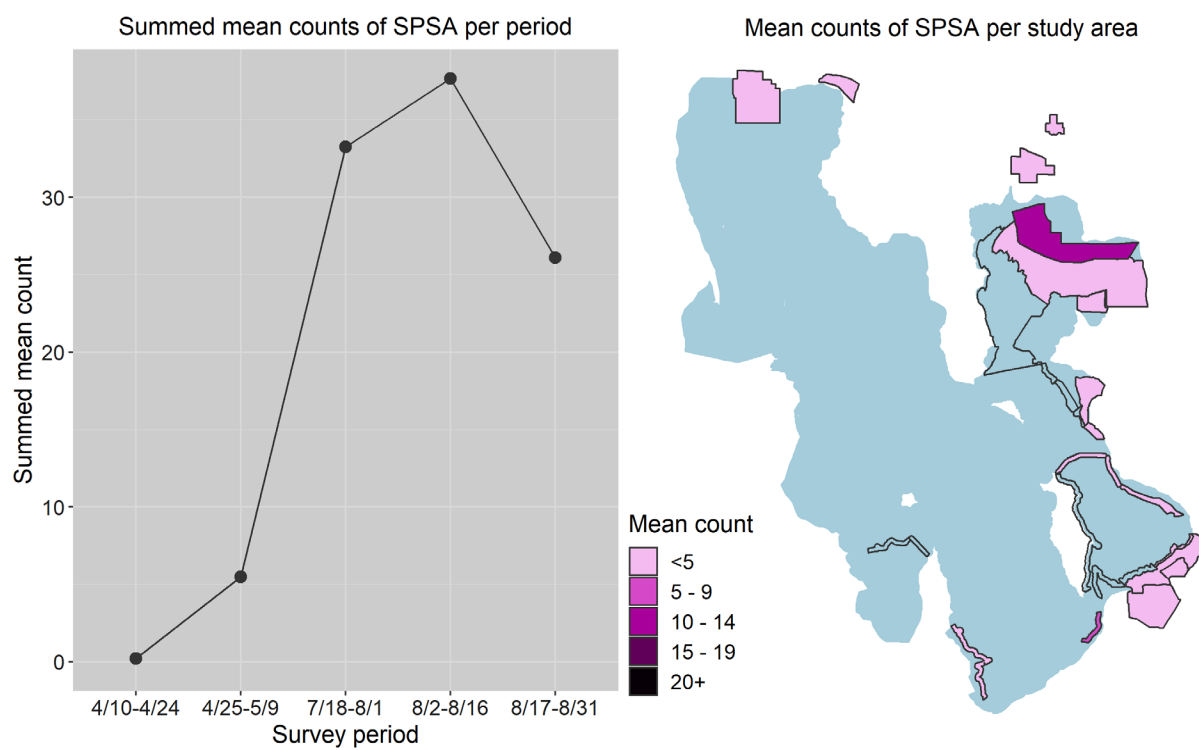 Summed mean counts of SPSA per period
Summed mean count
30
20
10
0
4/10-4/24
4/25-5/9
7/18-8/1
8/2-8/16
8/17-8/31
Survey period
Mean counts of SPSA per study area
Mean count
<5
5 - 9
10 - 14
15 - 19
20+